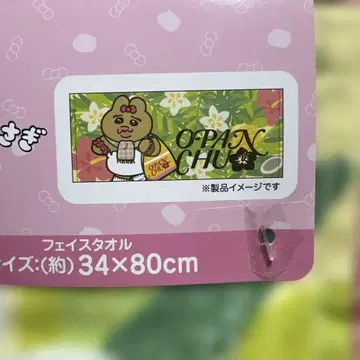 さぎ
OPAN
CHU
※製品イメージです
フェイスタオル
イズ:(約)34×80cm